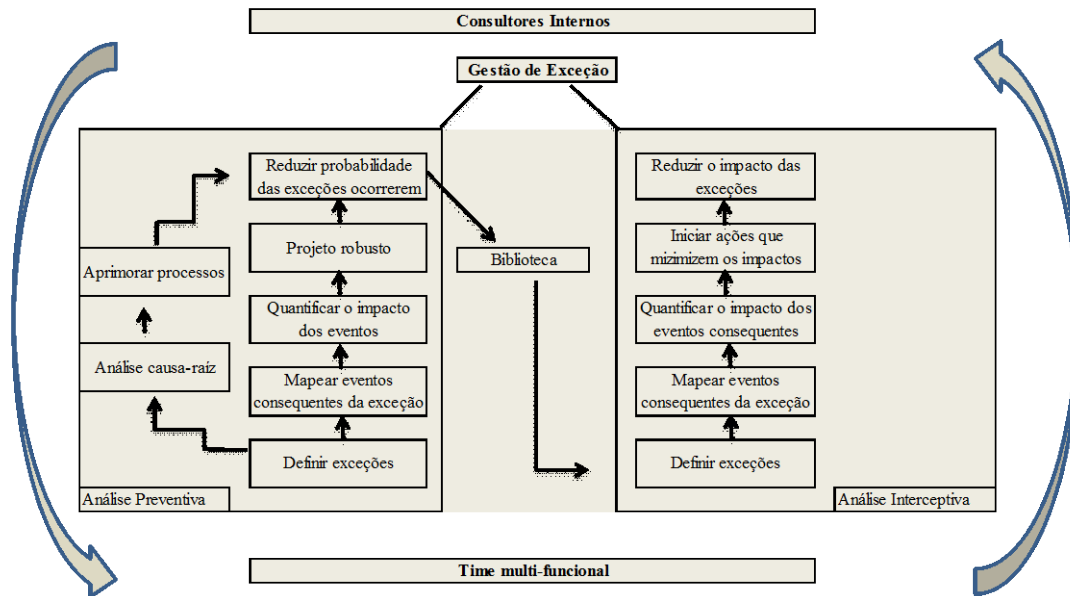 Consultores Internos
Gestão de Exceção
Reduzir probabilidade
das exceções ocorrerem
Projeto robusto
Aprimorar processos
Quantificar o impacto
dos eventos
Análise causa-raíz
Mapear eventos
consequentes da exceção
Definir exceções
Análise Preventiva
Biblioteca
Reduzir o impacto das
exceções
Iniciar ações que
mizimizem os impactos
Quantificar o impacto dos
eventos consequentes
Mapear eventos
consequentes da exceção
Definir exceções
Análise Interceptiva
Time multi-funcional